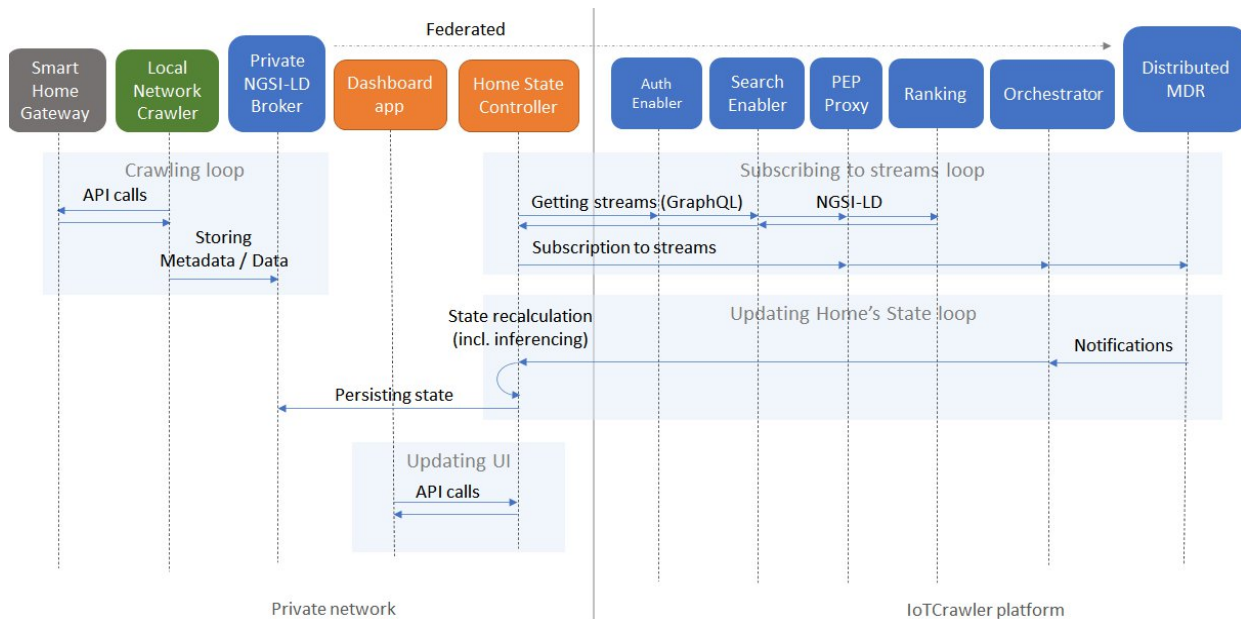 Federated
Smart
Home
Gateway
Local
Network
Crawler
Private
NGSI-LD
Broker
Dashboard
app
Home State
Controller
Auth
Enabler
Search
Enabler
PEP
Proxy
Ranking
Orchestrator
Distributed
MDR
Crawling loop
API calls
Storing
Metadata / Data
Subscribing to streams loop
Getting streams (GraphQL)
NGSI-LD
Subscription to streams
Updating Home's State loop
State recalculation
(incl. inferencing)
Notifications
Persisting state
Updating UI
API calls
Private network
IoTCrawler platform